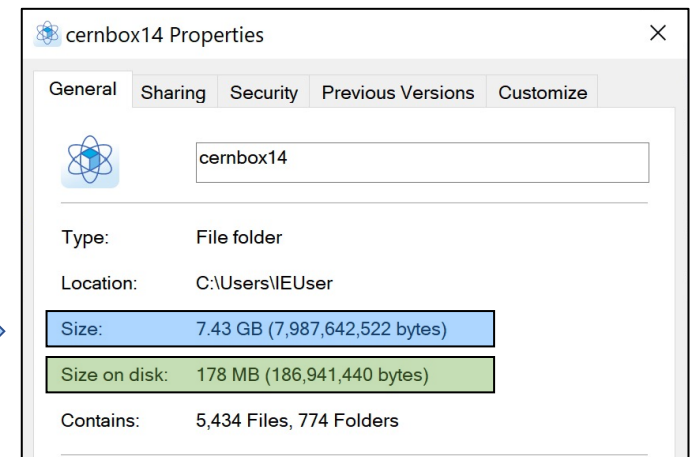 cernbox14 Properties
General Sharing Security Previous Versions Customize
cernbox14
Type: File folder
Location: C:\Users\IEUser
Size: 7.43 GB (7,987,642,522 bytes)
Size on disk: 178 MB (186,941,440 bytes)
Contains: 5,434 Files, 774 Folders